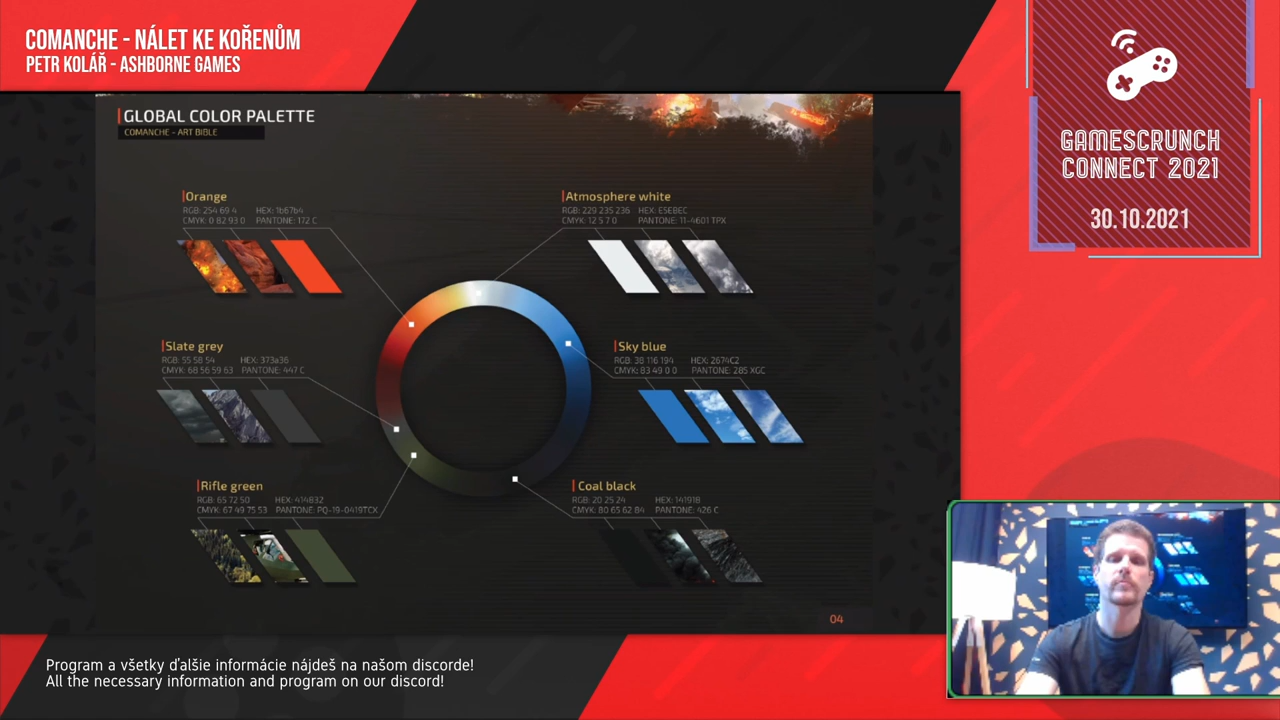 COMANCHE - NÁLET KE KOŘENŮM
PETR KOLÁŘ - ASHBORNE GAMES
GAMESCRUNCH
CONNECT 2021
30.10.2021
GLOBAL COLOR PALETTE
COMANCHE - ART BIBLE
Orange
RGB: 254 69 4 HEX: 1b67b4
CMYK: 0 82 93 0 PANTONE: 172 C
Atmosphere white
RGB: 229 235 236 HEX: E5EBEC
CMYK: 12 5 7 0 PANTONE: 11-4601 TPX
Slate grey
RGB: 55 58 54 HEX: 373a36
CMYK: 68 56 59 63 PANTONE: 447 C
Sky blue
RGB: 38 116 194 HEX: 2674C2
CMYK: 83 49 0 0 PANTONE: 285 XGC
Rifle green
RGB: 65 72 50 HEX: 414832
CMYK: 67 49 75 53 PANTONE: PQ-19-0419TCX
Coal black
RGB: 20 25 24 HEX: 141918
CMYK: 80 65 62 84 PANTONE: 426 C
04
Program a všetky ďalšie informácie nájdeš na našom discorde!
All the necessary information and program on our discord!